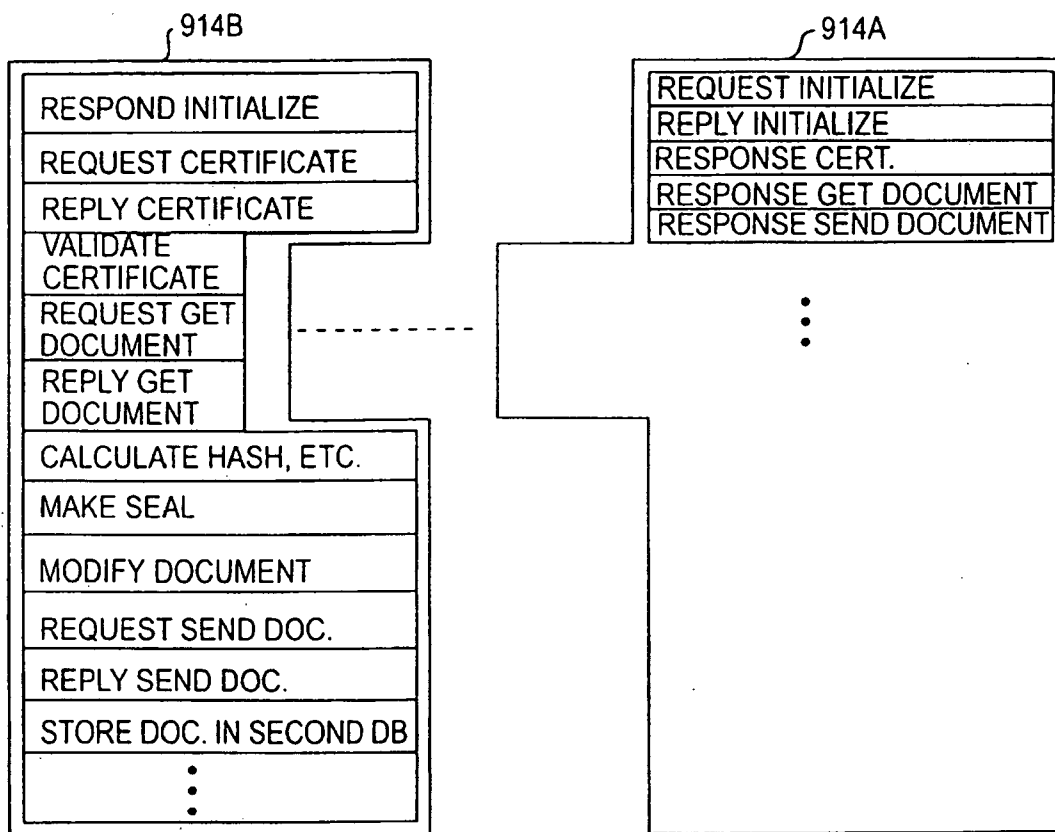 914B
RESPOND INITIALIZE
REQUEST CERTIFICATE
REPLY CERTIFICATE
VALIDATE
CERTIFICATE
REQUEST GET
DOCUMENT
REPLY GET
DOCUMENT
CALCULATE HASH, ETC.
MAKE SEAL
MODIFY DOCUMENT
REQUEST SEND DOC.
REPLY SEND DOC.
STORE DOC. IN SECOND DB
914A
REQUEST INITIALIZE
REPLY INITIALIZE
RESPONSE CERT.
RESPONSE GET DOCUMENT
RESPONSE SEND DOCUMENT